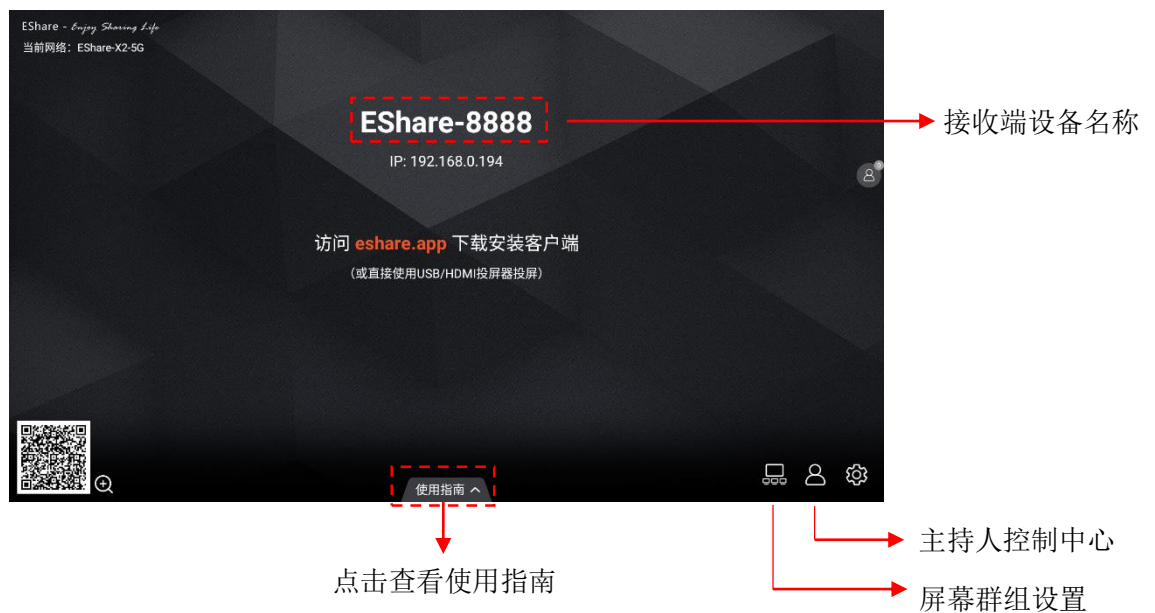 EShare - Enjoy Sharing Life
当前网络：EShare-X2-5G
EShare-8888
接收端设备名称
IP: 192.168.0.194
0
访问 eshare.app 下载安装客户端
（或直接使用USB/HDMI投屏器投屏）
使用指南
主持人控制中心
点击查看使用指南
屏幕群组设置